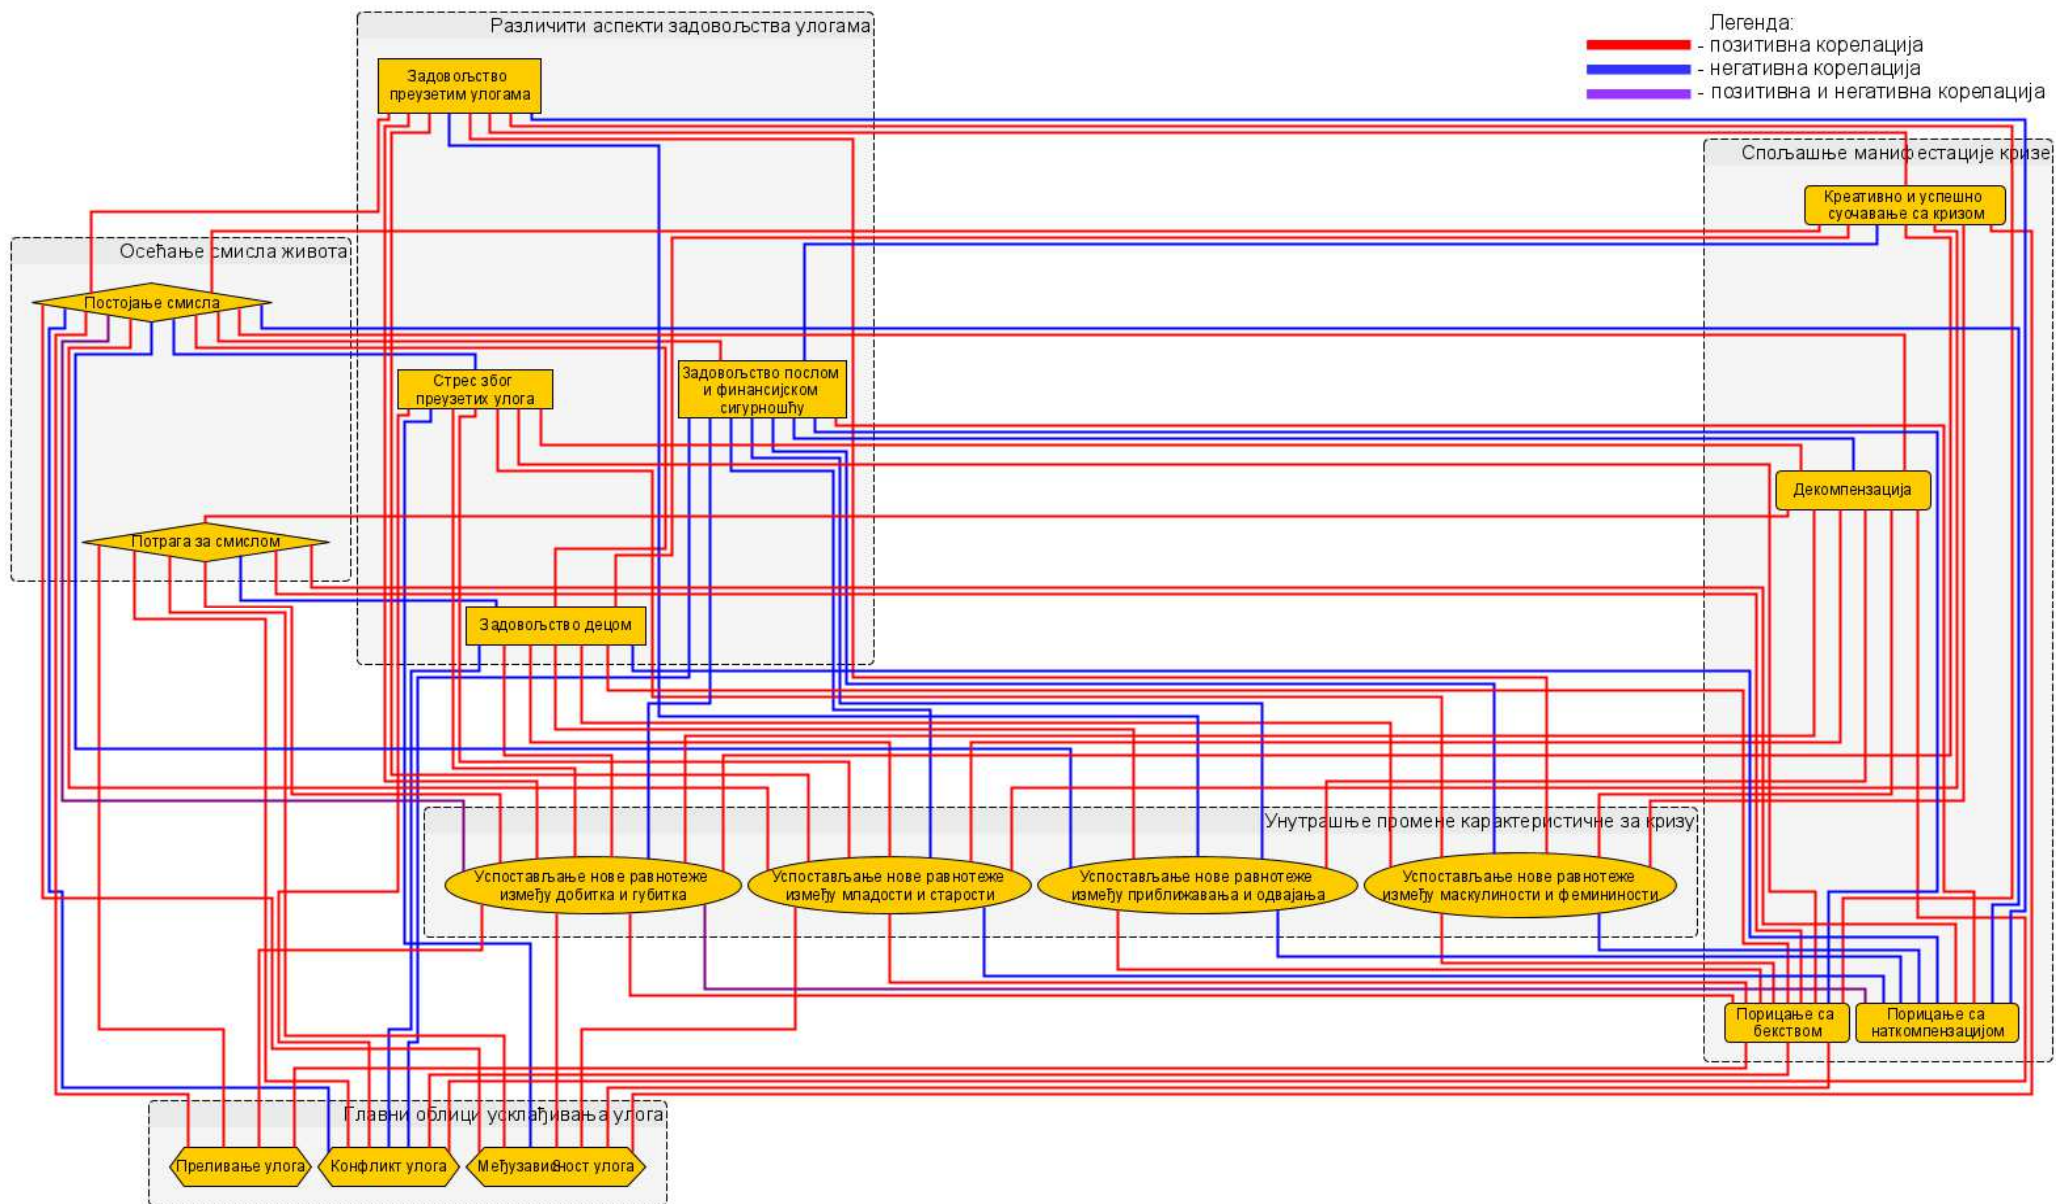 Различити аспекти задовољства улогама
Легенда:
- позитивна корелација
- негативна корелација
- позитивна и негативна корелација
Задовољство
преузетим улогама
Спољашње манифестације кризе
Креативно и успешно
суочавање са кризом
Осећање смисла живота
Постојање смисла
Стрес због
преузетих улога
Задовољство послом
и финансијском
сигурношћу
Декомпензација
Потрага за смислом
Задовољство децом
Унутрашње промене карактеристичне за кризу
Успостављање нове равнотеже
између добитка и губитка
Успостављање нове равнотеже
између младости и старости
Успостављање нове равнотеже
између приближавања и одвајања
Успостављање нове равнотеже
између маскулиности и фемининости
Порицање са
бекством
Порицање са
наткомпензацијом
Главни облици усклађивања улога
Преливање улога
Конфликт улога
Међузависност улога